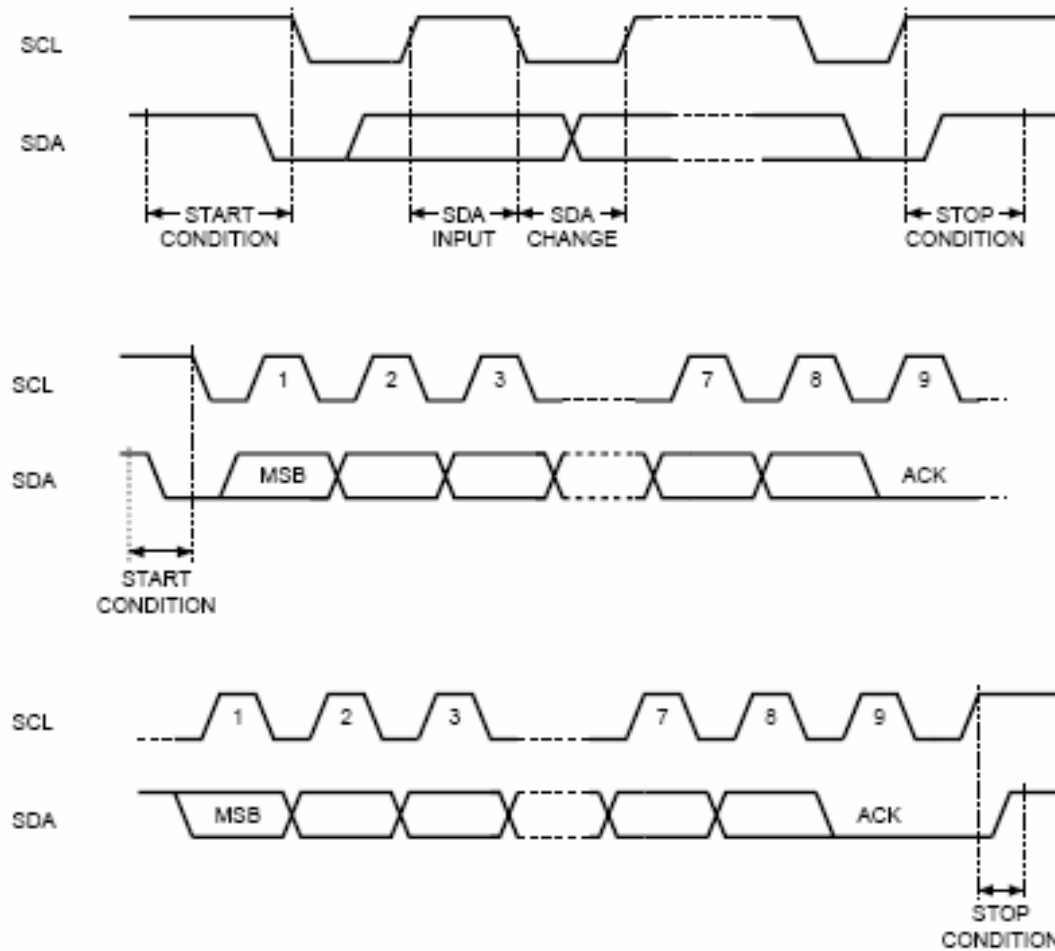 SCL
SDA
START
CONDITION
SDA
INPUT
SDA
CHANGE
STOP
CONDITION
SCL
1 2 3 7 8 9
SDA
MSB ACK
START
CONDITION
SCL
1 2 3 7 8 9
SDA
MSB ACK
STOP
CONDITION